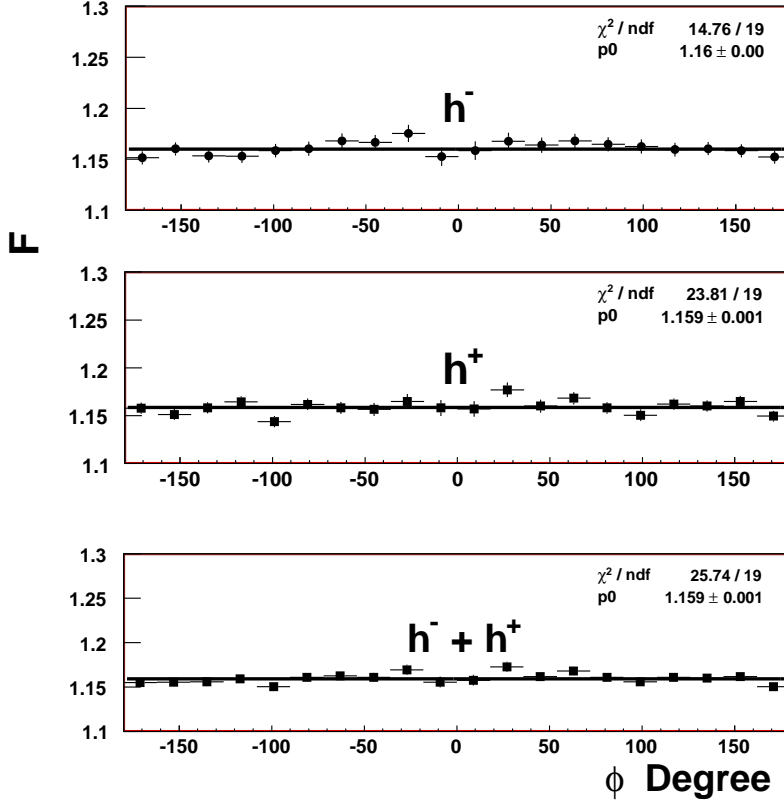 1.3
χ² / ndf 14.76 / 19
p0 1.16 ± 0.00
1.25
1.2
h⁻
1.15
1.1
-150 -100 -50 0 50 100 150
F
1.3
χ² / ndf 23.81 / 19
p0 1.159 ± 0.001
1.25
1.2
h⁺
1.15
1.1
-150 -100 -50 0 50 100 150
1.3
χ² / ndf 25.74 / 19
p0 1.159 ± 0.001
1.25
1.2
h⁻ + h⁺
1.15
1.1
-150 -100 -50 0 50 100 150
ϕ Degree